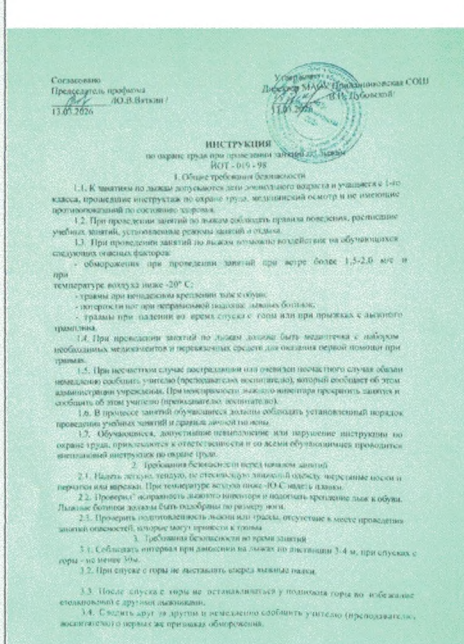 Согласовано
Председатель профкома
/Ю.В.Вяткин /
13.03.2026
Утверждаю
Директор МАОУ СОШ
13.03.2026
ИНСТРУКЦИЯ
по охране труда при проведении занятий по лыжам
ЙОТ - 019 - 98
1. Общие требования безопасности
1.1. К занятиям по лыжам допускаются дети дошкольного возраста и учащиеся с 1-го
класса, прошедшие инструктаж по охране труда, медицинский осмотр и не имеющие
противопоказаний по состоянию здоровья.
1.2. При проведении занятий по лыжам соблюдать правила поведения, расписание
учебных занятий, установленные режимы занятий и отдыха.
1.3. При проведении занятий по лыжам возможно воздействие на обучающихся
следующих опасных факторов:
- обморожения при проведении занятий при ветре более 1,5-2,0 м/с и
при
температуре воздуха ниже -20° С;
- травмы при ненадежном креплении лыж к обуви;
- потертости ног при неправильной подгонке лыжных ботинок;
- травмы при падении во время спуска с горы или при прыжках с лыжного
трамплина.
1.4. При проведении занятий по лыжам должна быть медаптечка с набором
необходимых медикаментов и перевязочных средств для оказания первой помощи при
травмах.
1.5. При несчастном случае пострадавший или очевидец несчастного случая обязан
немедленно сообщить учителю (преподавателю, воспитателю), который сообщает об этом
администрации учреждения. При неисправности лыжного инвентаря прекратить занятия и
сообщить об этом учителю (преподавателю, воспитателю).
1.6. В процессе занятий обучающиеся должны соблюдать установленный порядок
проведения учебных занятий и правила личной гигиены.
1.7. Обучающиеся, допустившие невыполнение или нарушение инструкции по
охране труда, привлекаются к ответственности и со всеми обучающимися проводится
внеплановый инструктаж по охране труда.
2. Требования безопасности перед началом занятий
2.1. Надеть легкую, теплую, не стесняющую движений одежду, шерстяные носки и
перчатки или варежки. При температуре воздуха ниже -10 С надеть плавки.
2.2. Проверить исправность лыжного инвентаря и подогнать крепление лыж к обуви.
Лыжные ботинки должны быть подобраны по размеру ноги.
2.3. Проверить подготовленность лыжни или трассы, отсутствие в месте проведения
занятий опасностей, которые могут привести к травме.
3. Требования безопасности во время занятий
3.1. Соблюдать интервал при движении на лыжах по дистанции 3-4 м, при спусках с
горы - не менее 30м.
3.2. При спуске с горы не выставлять вперед лыжные палки.
3.3. После спуска с горы не останавливаться у подножия горы во избежание
столкновений с другими лыжниками.
3.4. Следить друг за другом и немедленно сообщить учителю (преподавателю,
воспитателю) о первых же признаках обморожения.